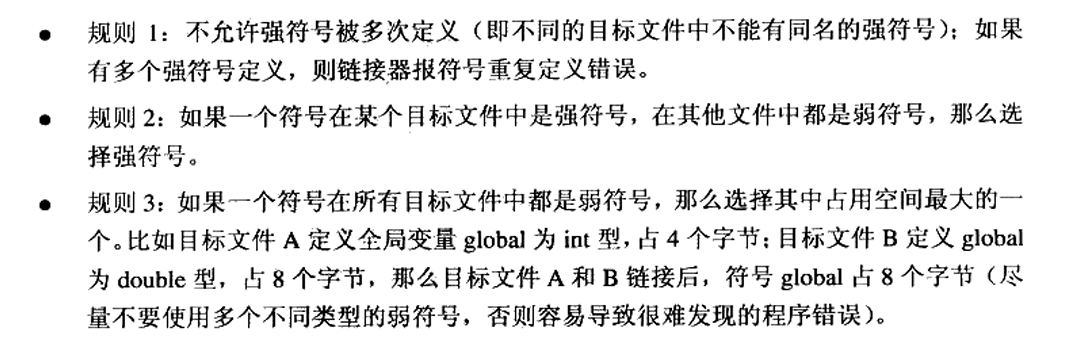 ● 规则 1：不允许强符号被多次定义（即不同的目标文件中不能有同名的强符号）；如果
有多个强符号定义，则链接器报符号重复定义错误。
● 规则 2：如果一个符号在某个目标文件中是强符号，在其他文件中都是弱符号，那么选
择强符号。
● 规则 3：如果一个符号在所有目标文件中都是弱符号，那么选择其中占用空间最大的一
个。比如目标文件 A 定义全局变量 global 为 int 型，占 4 个字节；目标文件 B 定义 global
为 double 型，占 8 个字节，那么目标文件 A 和 B 链接后，符号 global 占 8 个字节（尽
量不要使用多个不同类型的弱符号，否则容易导致很难发现的程序错误）。